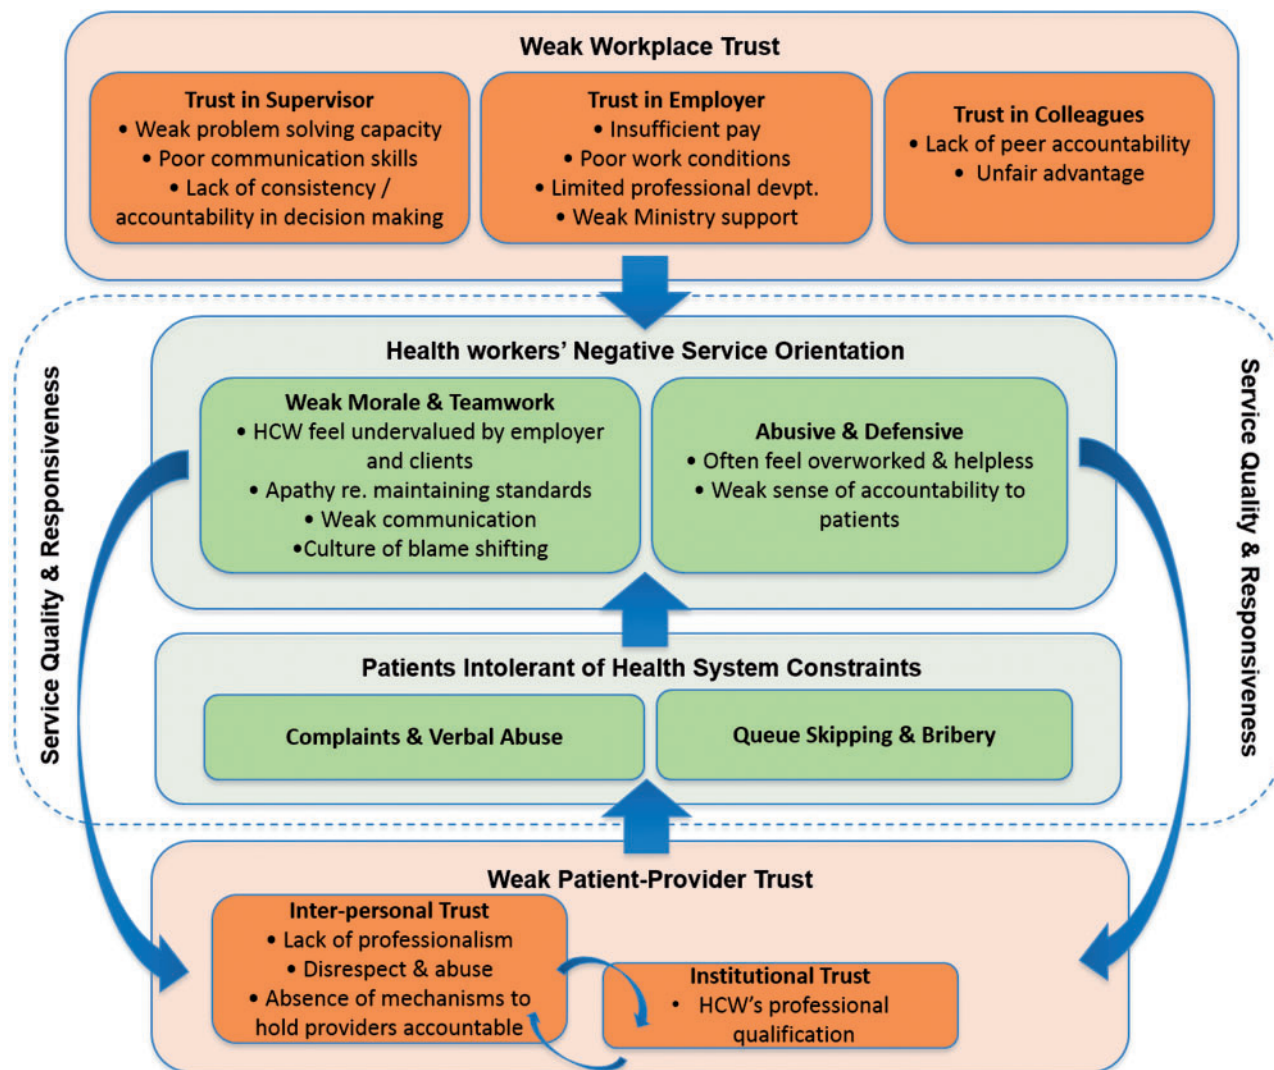 Weak Workplace Trust
Trust in Supervisor
• Weak problem solving capacity
• Poor communication skills
• Lack of consistency /
accountability in decision making
Trust in Employer
• Insufficient pay
• Poor work conditions
• Limited professional devpt.
• Weak Ministry support
Trust in Colleagues
• Lack of peer accountability
• Unfair advantage
Service Quality & Responsiveness
Health workers’ Negative Service Orientation
Weak Morale & Teamwork
• HCW feel undervalued by employer
and clients
• Apathy re. maintaining standards
• Weak communication
•Culture of blame shifting
Abusive & Defensive
• Often feel overworked & helpless
• Weak sense of accountability to
patients
Service Quality & Responsiveness
Patients Intolerant of Health System Constraints
Complaints & Verbal Abuse
Queue Skipping & Bribery
Weak Patient-Provider Trust
Inter-personal Trust
• Lack of professionalism
• Disrespect & abuse
• Absence of mechanisms to
hold providers accountable
Institutional Trust
• HCW’s professional
qualification